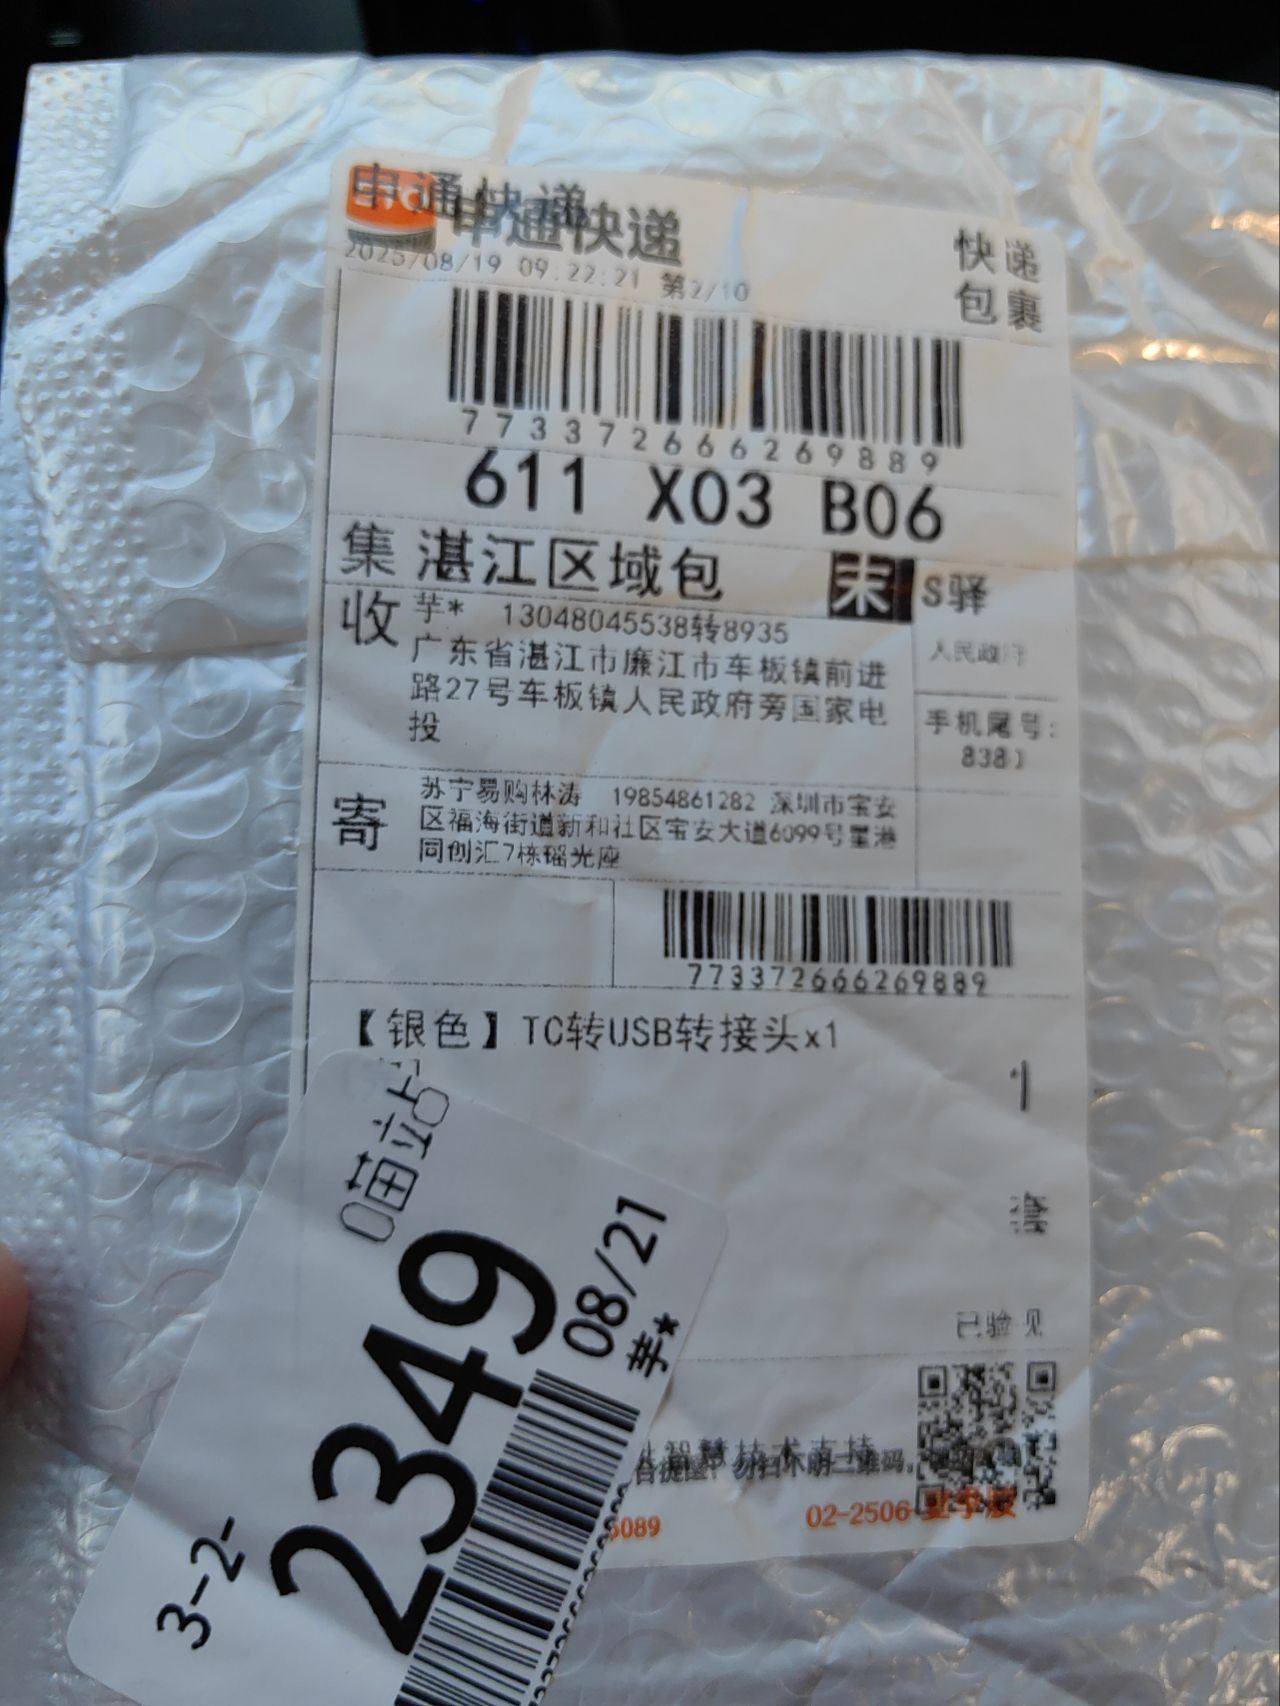 申通快递
申通快递
2025/08/19 09:22:21 第2/10
快递
包裹
773372666269889
611 X03 B06
集 湛江区域包
末
S驿
收
芋* 13048045538转8935
广东省湛江市廉江市车板镇前进
路27号车板镇人民政府旁国家电
投
人民政府
手机尾号:
寄
苏宁易购林涛 19854861282 深圳市宝安
区福海街道新和社区宝安大道6099号星港
同创汇7栋瑶光座
773372666269889
【银色】TC转USB转接头x1
已验视
喵站
3-2-
2349
08/21
芋*
5089
02-2506